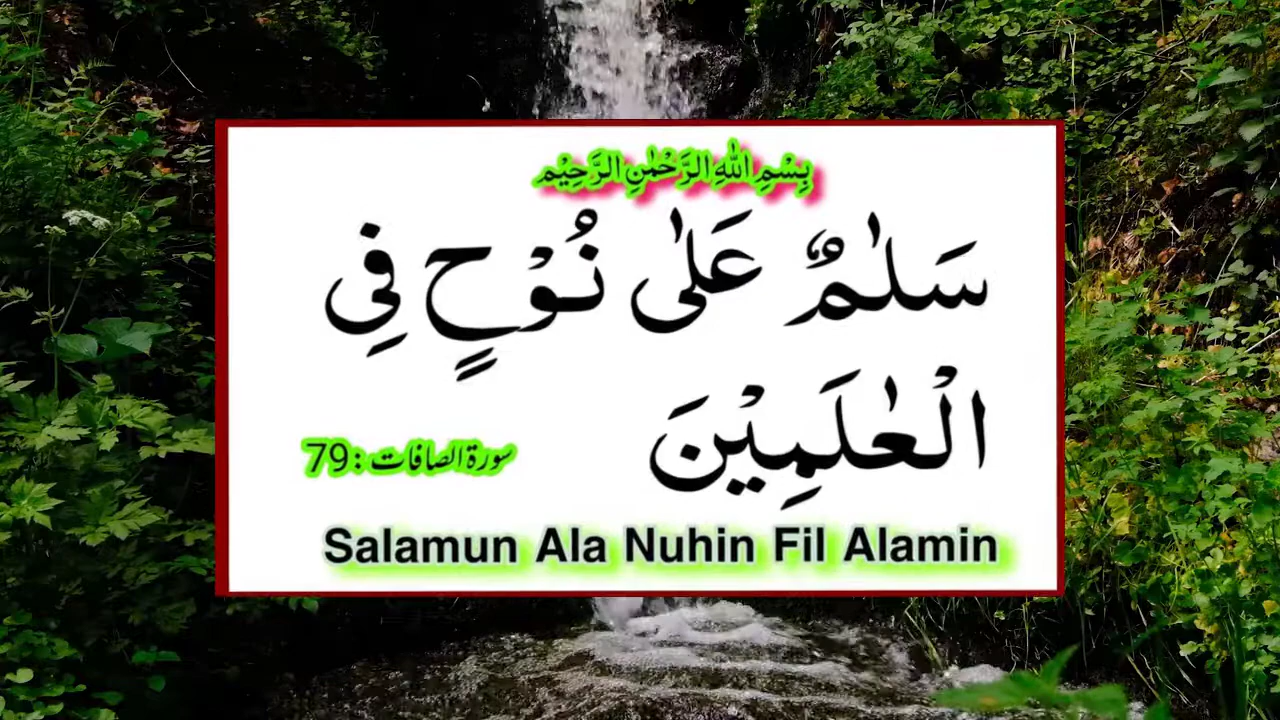 بِسْمِ اللّٰهِ الرَّحْمٰنِ الرَّحِيْمِ
سَلٰمٌ عَلٰى نُوْحٍ فِى
الْعٰلَمِيْنَ
سورة الصافات: 79
Salamun Ala Nuhin Fil Alamin